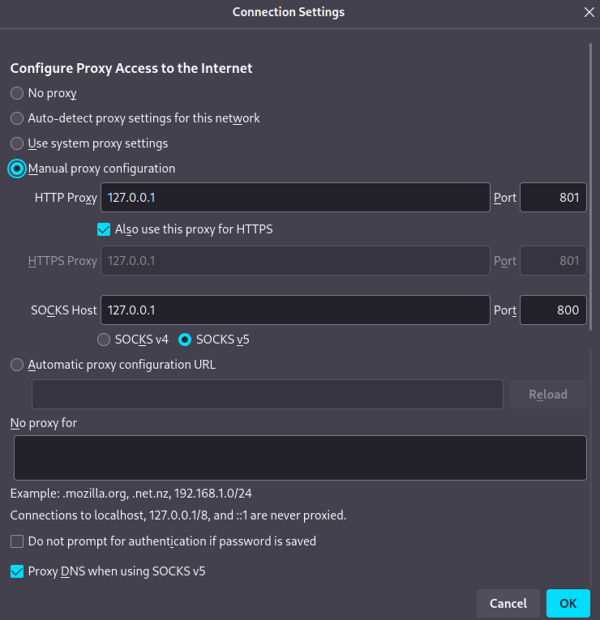 Connection Settings
Configure Proxy Access to the Internet
No proxy
Auto-detect proxy settings for this network
Use system proxy settings
Manual proxy configuration
HTTP Proxy 127.0.0.1 Port 801
Also use this proxy for HTTPS
HTTPS Proxy 127.0.0.1 Port 801
SOCKS Host 127.0.0.1 Port 800
SOCKS v4 SOCKS v5
Automatic proxy configuration URL
Reload
No proxy for
Example: .mozilla.org, .net.nz, 192.168.1.0/24
Connections to localhost, 127.0.0.1/8, and ::1 are never proxied.
Do not prompt for authentication if password is saved
Proxy DNS when using SOCKS v5
Cancel OK